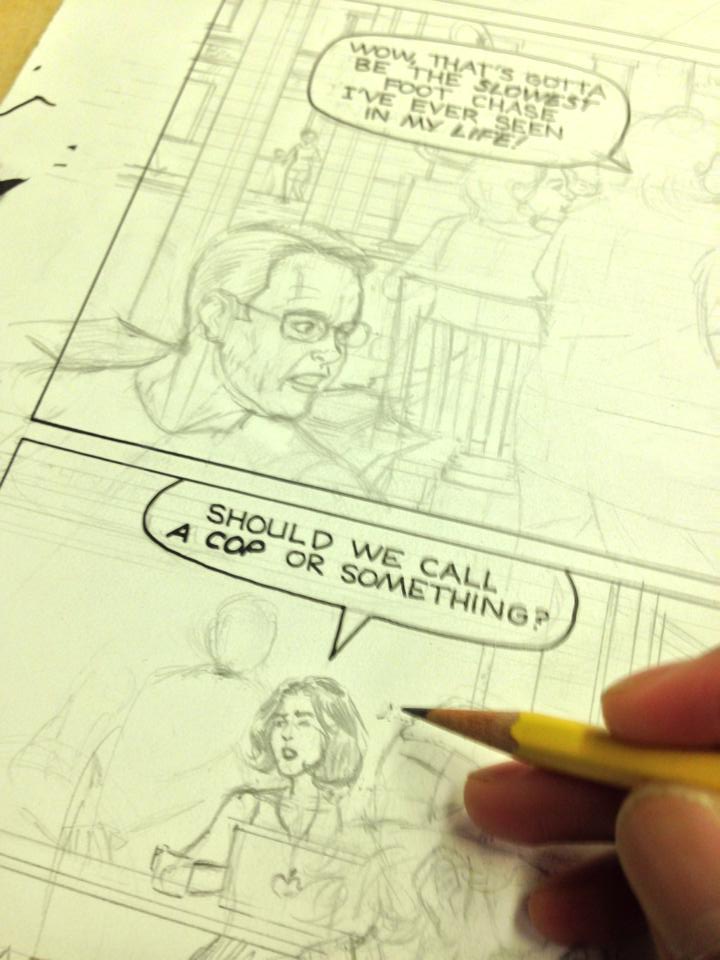 WOW, THAT'S GOTTA
BE THE SLOWEST
FOOT CHASE
I'VE EVER SEEN
IN MY LIFE!
SHOULD WE CALL
A COP OR SOMETHING?